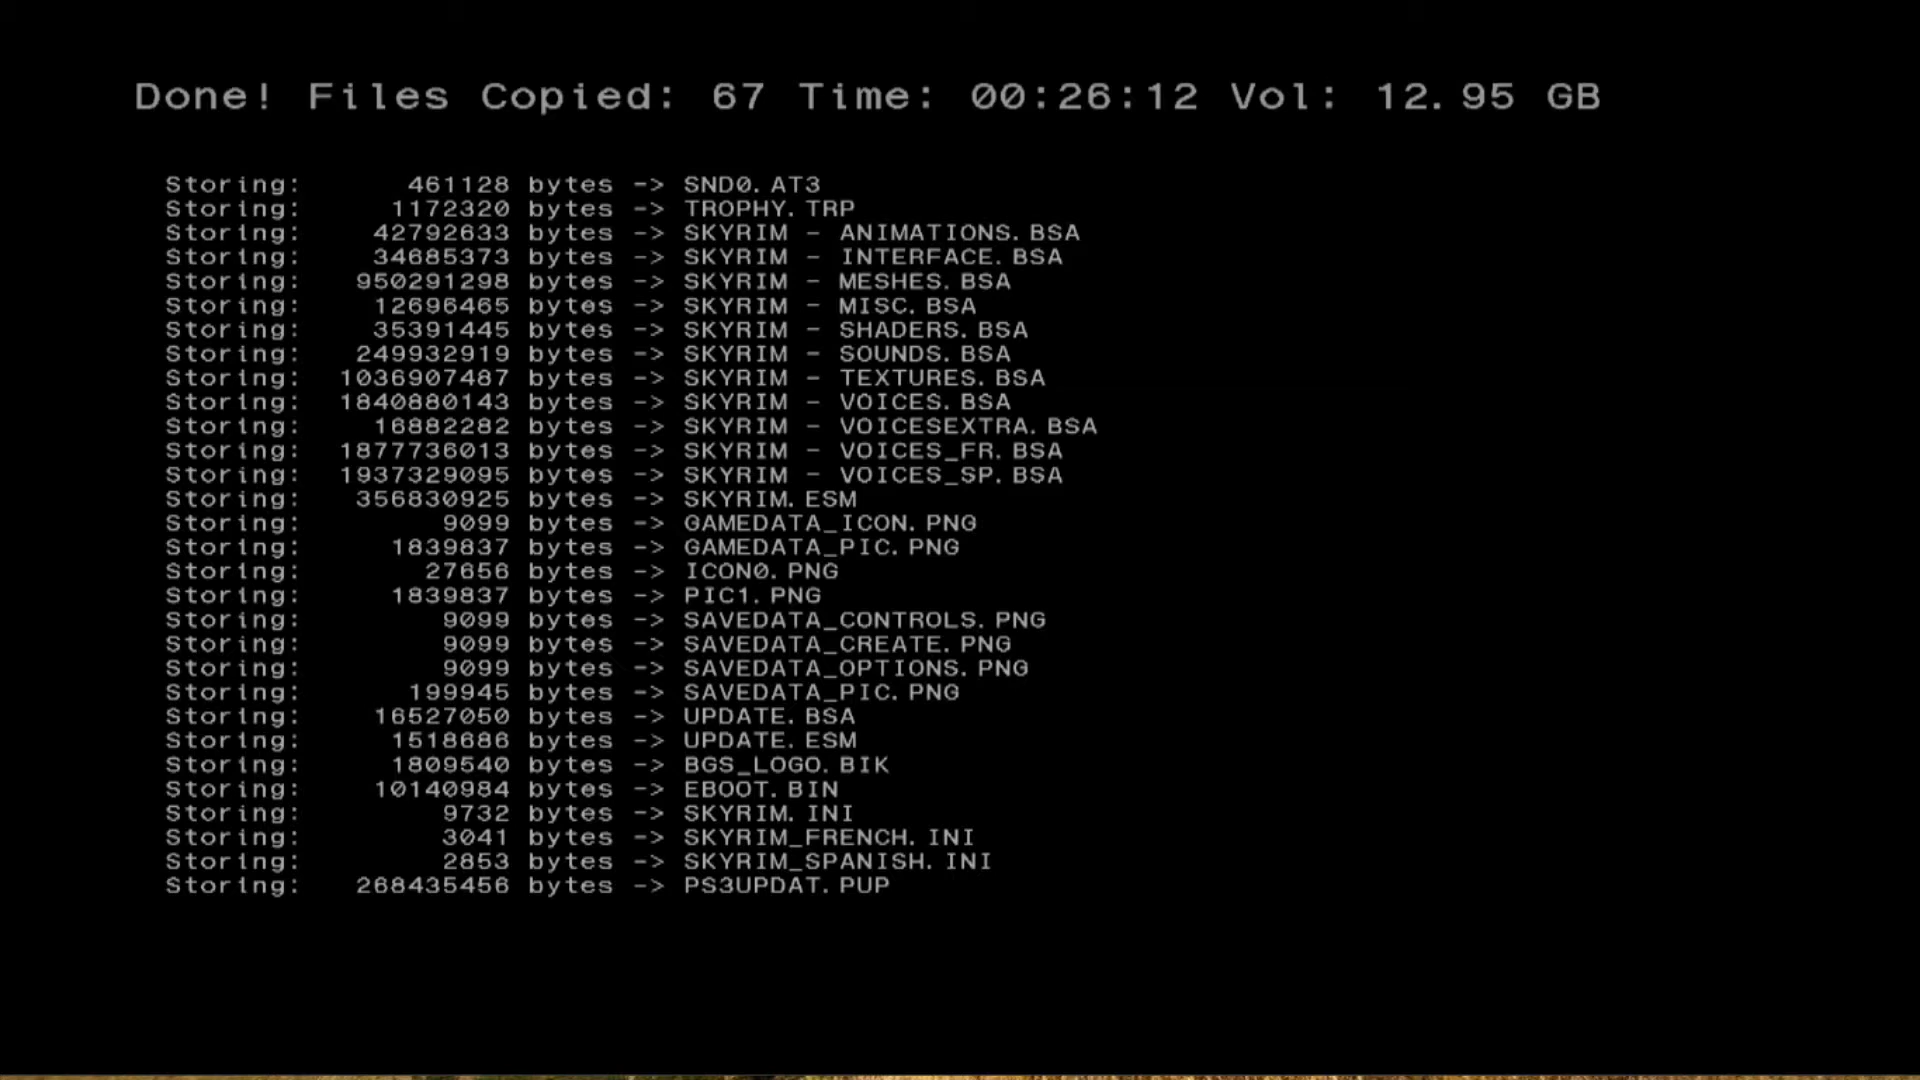 Done! Files Copied: 67 Time: 00:26:12 Vol: 12.95 GB
Storing: 461128 bytes -> SND0.AT3
Storing: 1172320 bytes -> TROPHY.TRP
Storing: 42792633 bytes -> SKYRIM - ANIMATIONS.BSA
Storing: 34685373 bytes -> SKYRIM - INTERFACE.BSA
Storing: 950291298 bytes -> SKYRIM - MESHES.BSA
Storing: 12696465 bytes -> SKYRIM - MISC.BSA
Storing: 35391445 bytes -> SKYRIM - SHADERS.BSA
Storing: 249932919 bytes -> SKYRIM - SOUNDS.BSA
Storing: 1036907487 bytes -> SKYRIM - TEXTURES.BSA
Storing: 1840880143 bytes -> SKYRIM - VOICES.BSA
Storing: 16882282 bytes -> SKYRIM - VOICESEXTRA.BSA
Storing: 1877736013 bytes -> SKYRIM - VOICES_FR.BSA
Storing: 1937329095 bytes -> SKYRIM - VOICES_SP.BSA
Storing: 356830925 bytes -> SKYRIM.ESM
Storing: 9099 bytes -> GAMEDATA_ICON.PNG
Storing: 1839837 bytes -> GAMEDATA_PIC.PNG
Storing: 27656 bytes -> ICON0.PNG
Storing: 1839837 bytes -> PIC1.PNG
Storing: 9099 bytes -> SAVEDATA_CONTROLS.PNG
Storing: 9099 bytes -> SAVEDATA_CREATE.PNG
Storing: 9099 bytes -> SAVEDATA_OPTIONS.PNG
Storing: 199945 bytes -> SAVEDATA_PIC.PNG
Storing: 16527050 bytes -> UPDATE.BSA
Storing: 1518686 bytes -> UPDATE.ESM
Storing: 1809540 bytes -> BGS_LOGO.BIK
Storing: 10140984 bytes -> EBOOT.BIN
Storing: 9732 bytes -> SKYRIM.INI
Storing: 3041 bytes -> SKYRIM_FRENCH.INI
Storing: 2853 bytes -> SKYRIM_SPANISH.INI
Storing: 268435456 bytes -> PS3UPDAT.PUP